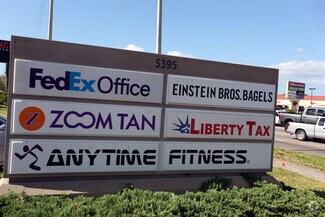 5395
FedEx Office
EINSTEIN BROS. BAGELS
ZOOM TAN
LIBERTY TAX
ANYTIME FITNESS